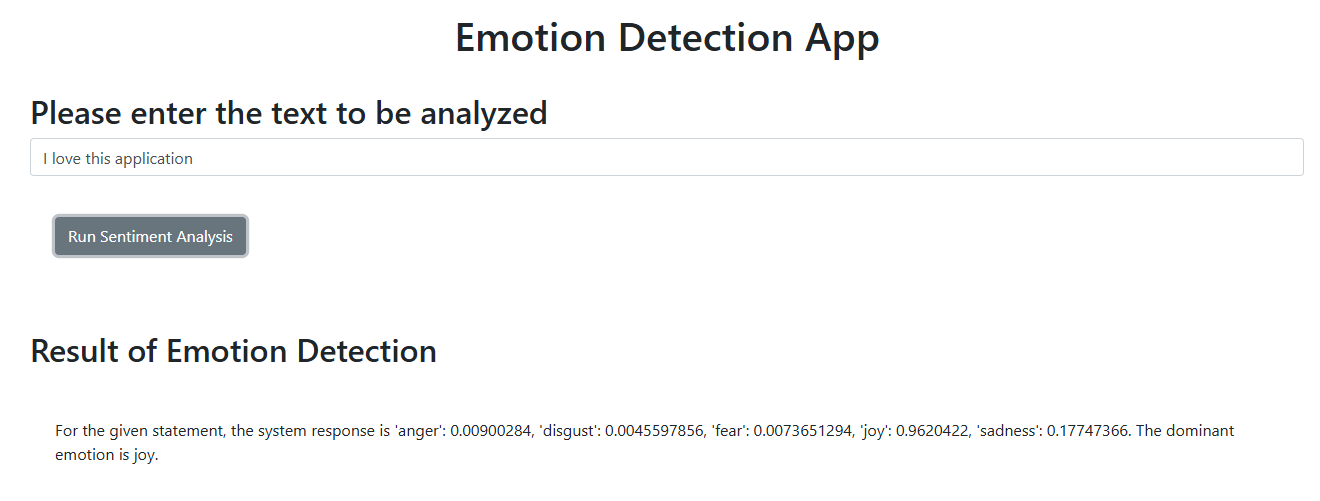 Emotion Detection App
Please enter the text to be analyzed
I love this application
Run Sentiment Analysis
Result of Emotion Detection
For the given statement, the system response is 'anger': 0.00900284, 'disgust': 0.0045597856, 'fear': 0.0073651294, 'joy': 0.9620422, 'sadness': 0.17747366. The dominant
emotion is joy.